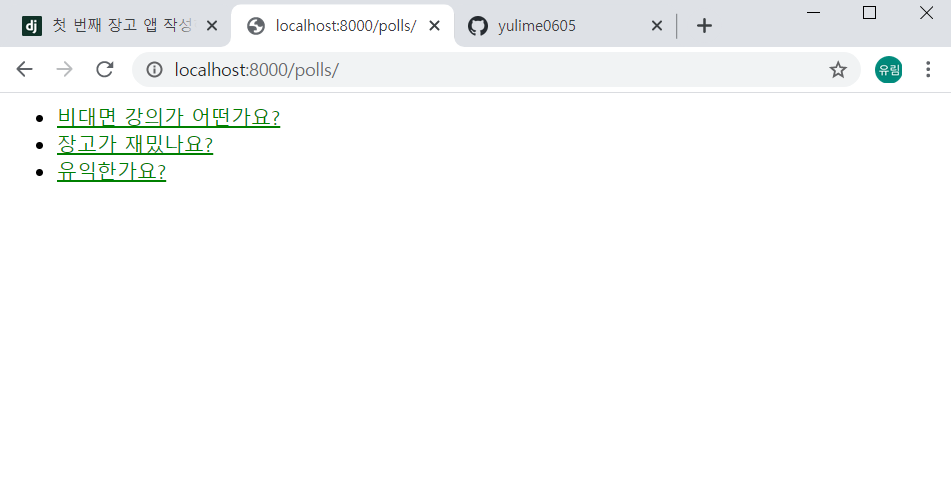 첫 번째 장고 앱 작성
localhost:8000/polls/
yulime0605
localhost:8000/polls/
유림
비대면 강의가 어떤가요?
장고가 재밌나요?
유익한가요?